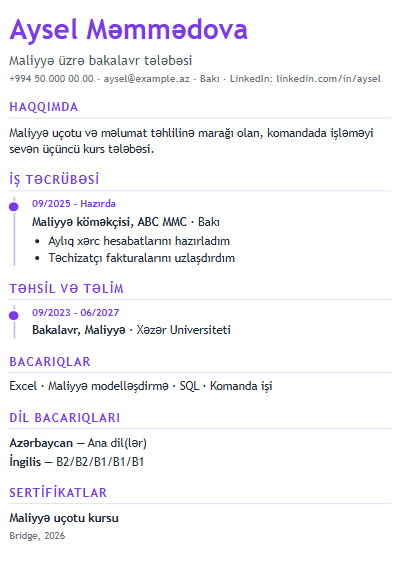 Aysel Məmmədova
Maliyyə üzrə bakalavr tələbəsi
+994 50 000 00 00 · aysel@example.az · Bakı · LinkedIn: linkedin.com/in/aysel
HAQQIMDA
Maliyyə uçotu və məlumat təhlilinə marağı olan, komandada işləməyi
sevən üçüncü kurs tələbəsi.
İŞ TƏCRÜBƏSİ
09/2025 – Hazırda
Maliyyə köməkçisi, ABC MMC · Bakı
• Aylıq xərc hesabatlarını hazırladım
• Təchizatçı fakturalarını uzlaşdırdım
TƏHSİL VƏ TƏLİM
09/2023 – 06/2027
Bakalavr, Maliyyə · Xəzər Universiteti
BACARIQLAR
Excel · Maliyyə modelləşdirmə · SQL · Komanda işi
DİL BACARIQLARI
Azərbaycan — Ana dil(lər)
İngilis — B2/B2/B1/B1/B1
SERTİFİKATLAR
Maliyyə uçotu kursu
Bridge, 2026